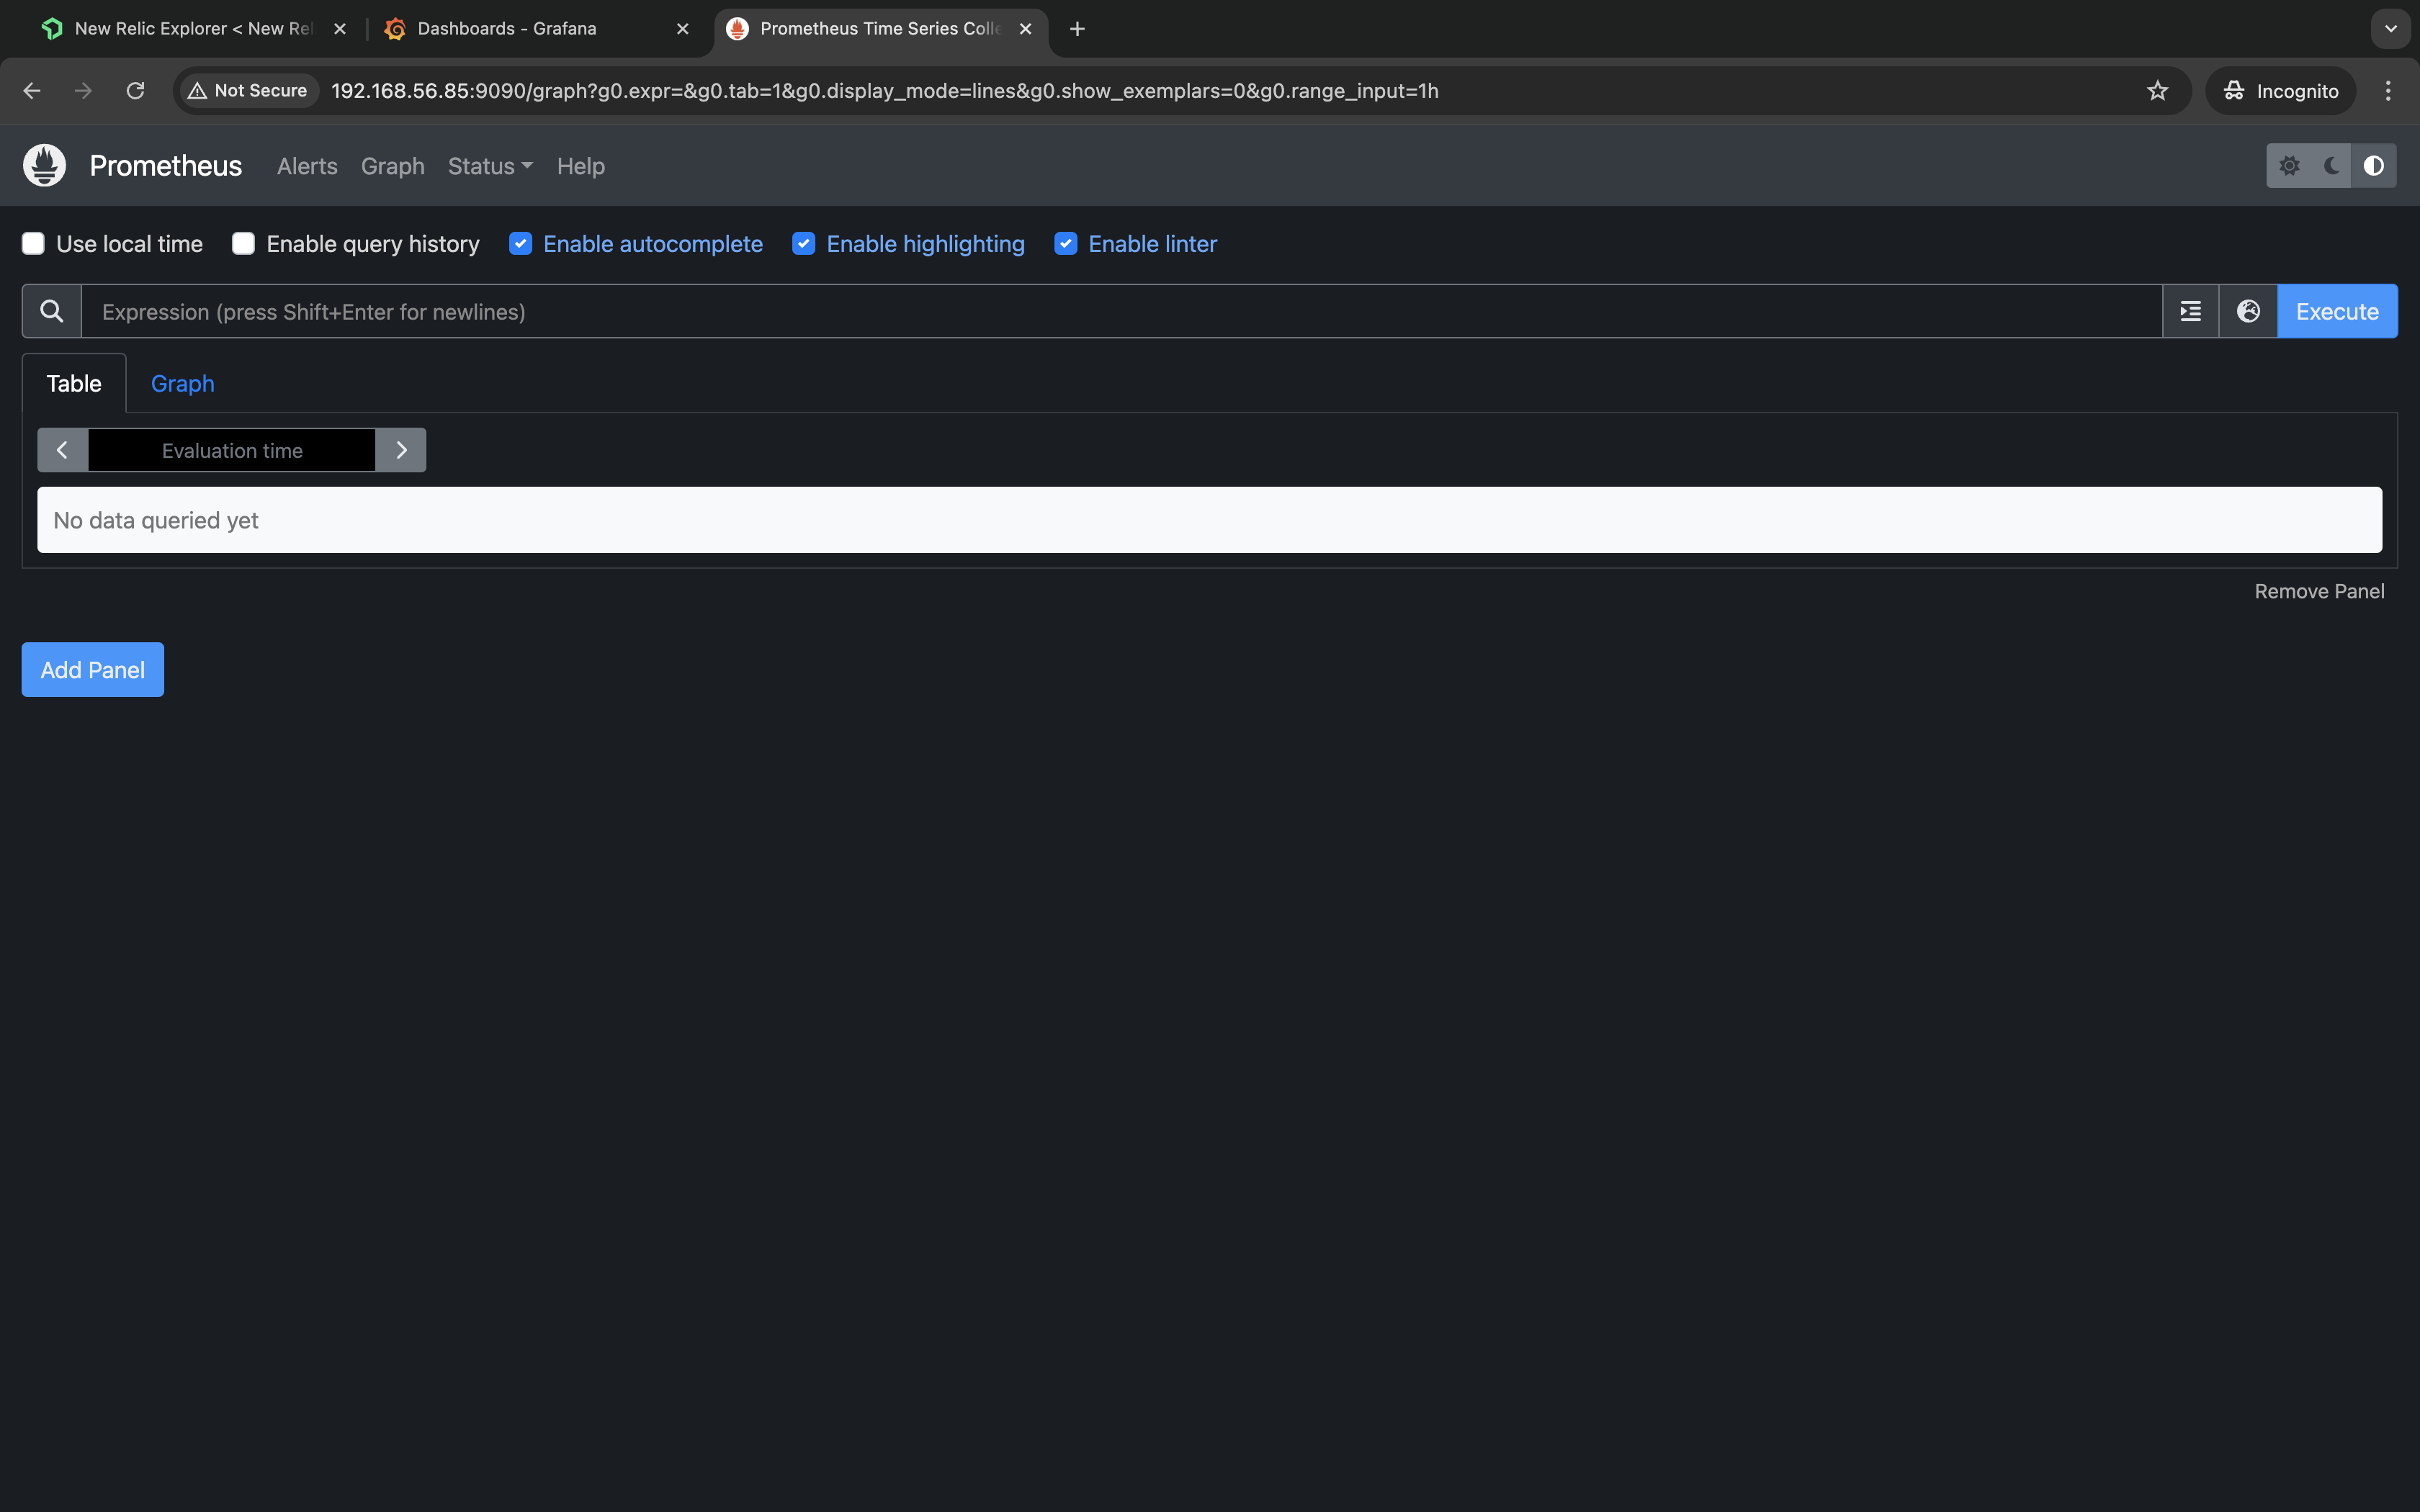 New Relic Explorer < New Rel
Dashboards - Grafana
Prometheus Time Series Colle
Not Secure
192.168.56.85:9090/graph?g0.expr=&g0.tab=1&g0.display_mode=lines&g0.show_exemplars=0&g0.range_input=1h
Incognito
Prometheus
Alerts
Graph
Status
Help
Use local time
Enable query history
Enable autocomplete
Enable highlighting
Enable linter
Expression (press Shift+Enter for newlines)
Execute
Table
Graph
Evaluation time
No data queried yet
Remove Panel
Add Panel